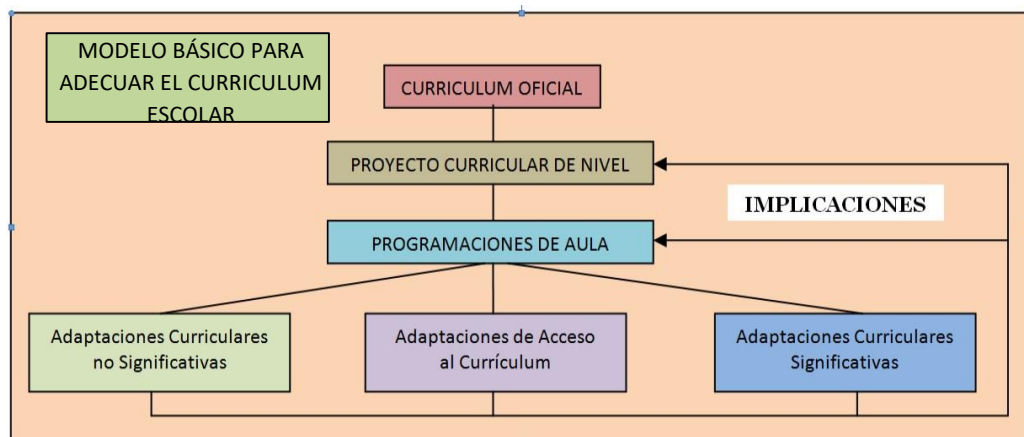 MODELO BÁSICO PARA
ADECUAR EL CURRICULUM
ESCOLAR
CURRICULUM OFICIAL
PROYECTO CURRICULAR DE NIVEL
IMPLICACIONES
PROGRAMACIONES DE AULA
Adaptaciones Curriculares
no Significativas
Adaptaciones de Acceso
al Currículum
Adaptaciones Curriculares
Significativas